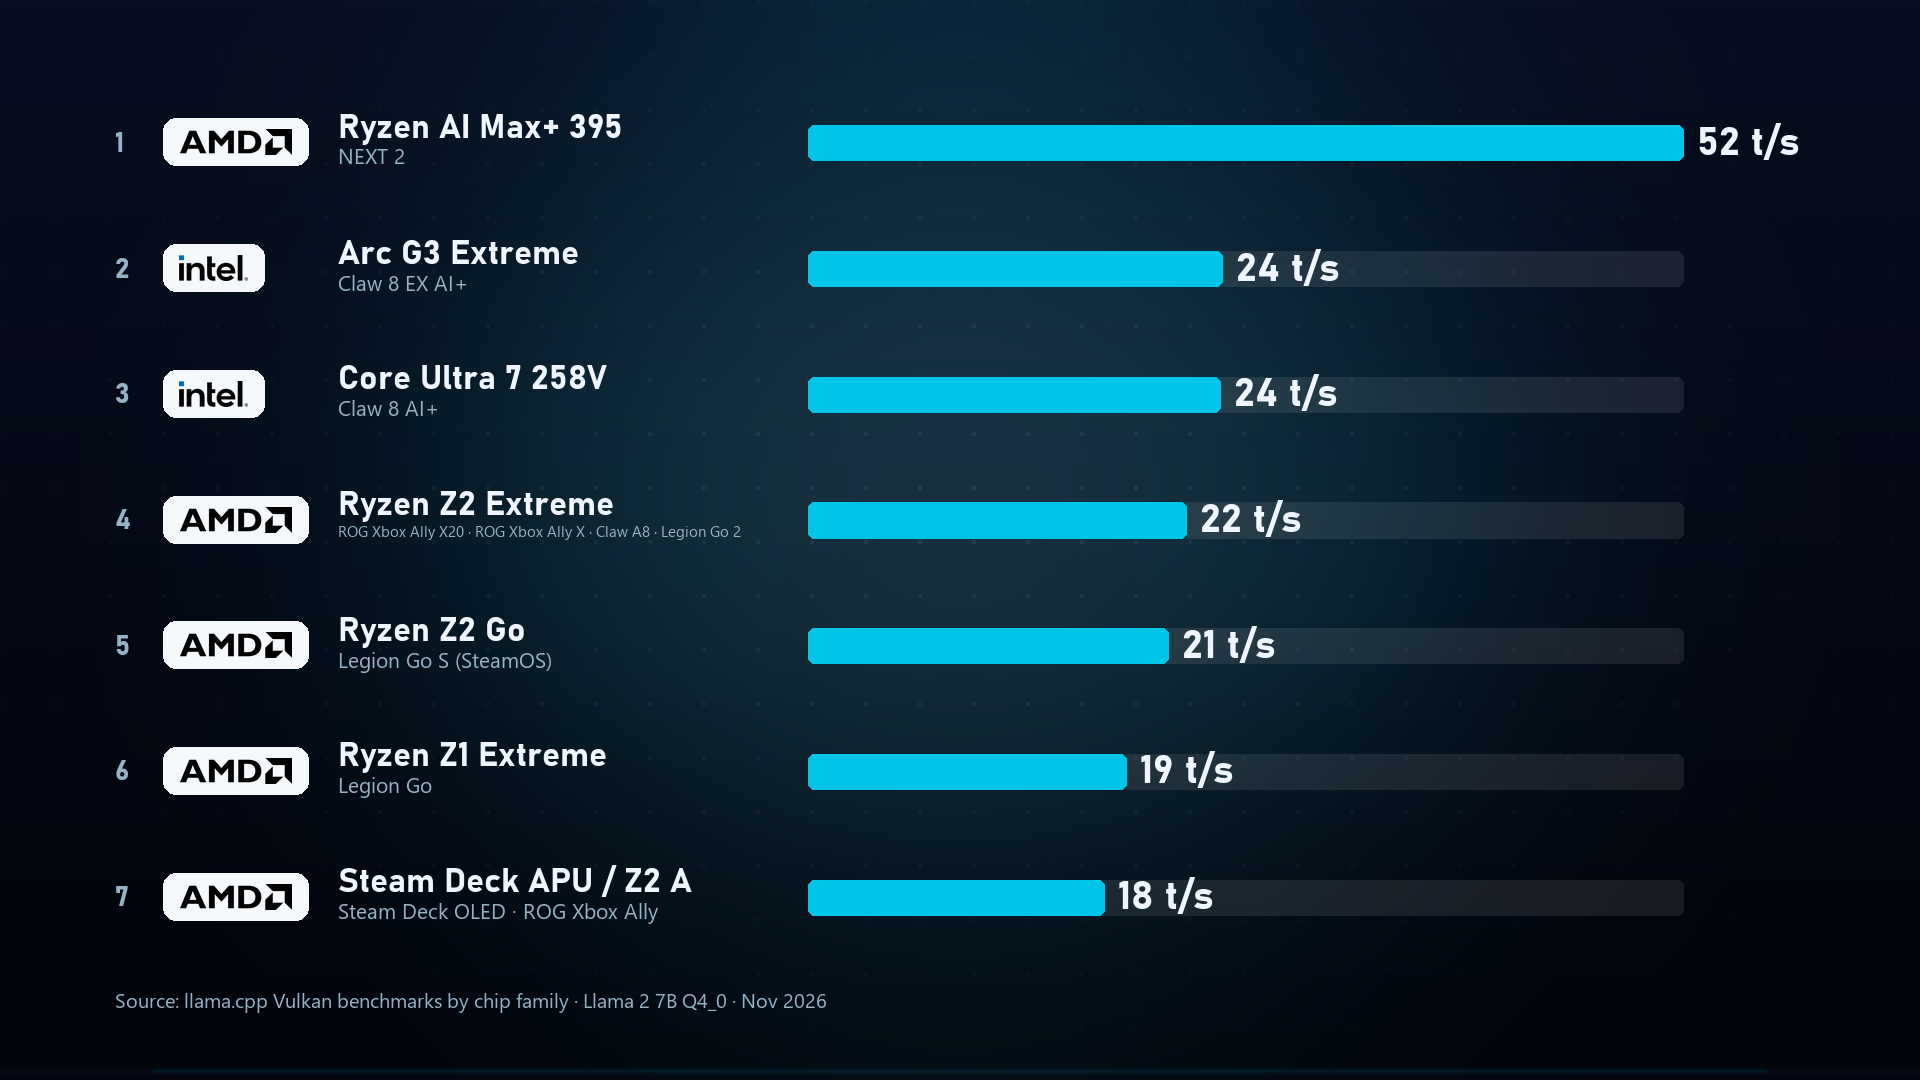 1
AMD
Ryzen AI Max+ 395
NEXT 2
52 t/s
2
intel.
Arc G3 Extreme
Claw 8 EX AI+
24 t/s
3
intel.
Core Ultra 7 258V
Claw 8 AI+
24 t/s
4
AMD
Ryzen Z2 Extreme
ROG Xbox Ally X20 · ROG Xbox Ally X · Claw A8 · Legion Go 2
22 t/s
5
AMD
Ryzen Z2 Go
Legion Go S (SteamOS)
21 t/s
6
AMD
Ryzen Z1 Extreme
Legion Go
19 t/s
7
AMD
Steam Deck APU / Z2 A
Steam Deck OLED · ROG Xbox Ally
18 t/s
Source: llama.cpp Vulkan benchmarks by chip family · Llama 2 7B Q4_0 · Nov 2026